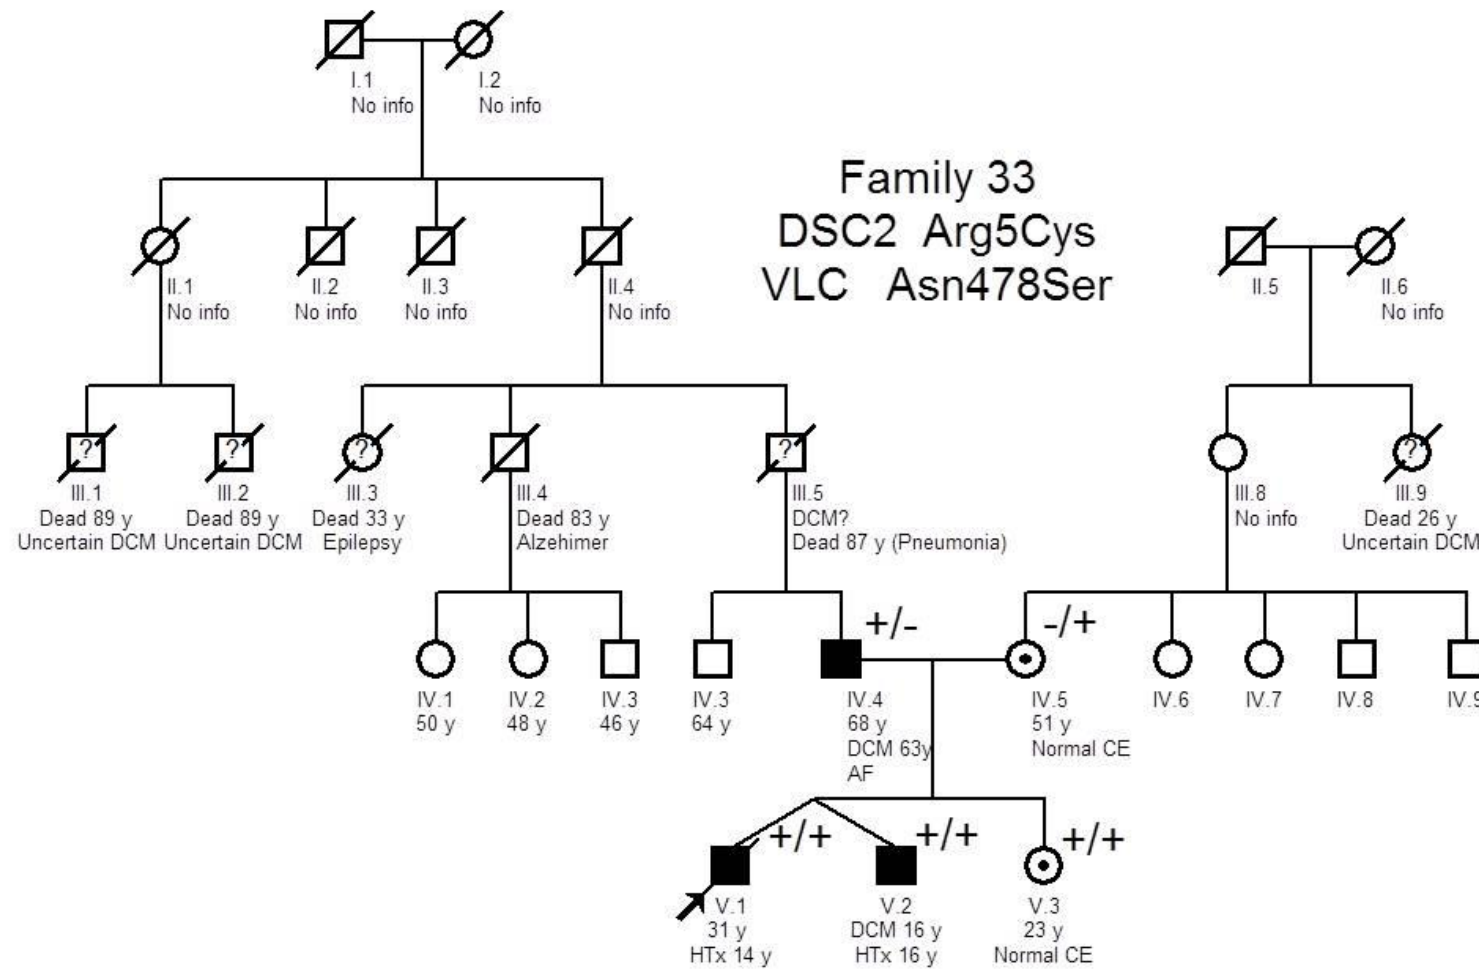 I.1
No info
I.2
No info
Family 33
DSC2 Arg5Cys
VLC Asn478Ser
II.1
No info
II.2
No info
II.3
No info
II.4
No info
II.5
II.6
No info
?
III.1
Dead 89 y
Uncertain DCM
?
III.2
Dead 89 y
Uncertain DCM
?
III.3
Dead 33 y
Epilepsy
III.4
Dead 83 y
Alzehimer
?
III.5
DCM?
Dead 87 y (Pneumonia)
III.8
No info
?
III.9
Dead 26 y
Uncertain DCM
IV.1
50 y
IV.2
48 y
IV.3
46 y
IV.3
64 y
+/-
IV.4
68 y
DCM 63y
AF
-/+
IV.5
51 y
Normal CE
IV.6
IV.7
IV.8
IV.9
+/+
V.1
31 y
HTx 14 y
+/+
V.2
DCM 16 y
HTx 16 y
+/+
V.3
23 y
Normal CE